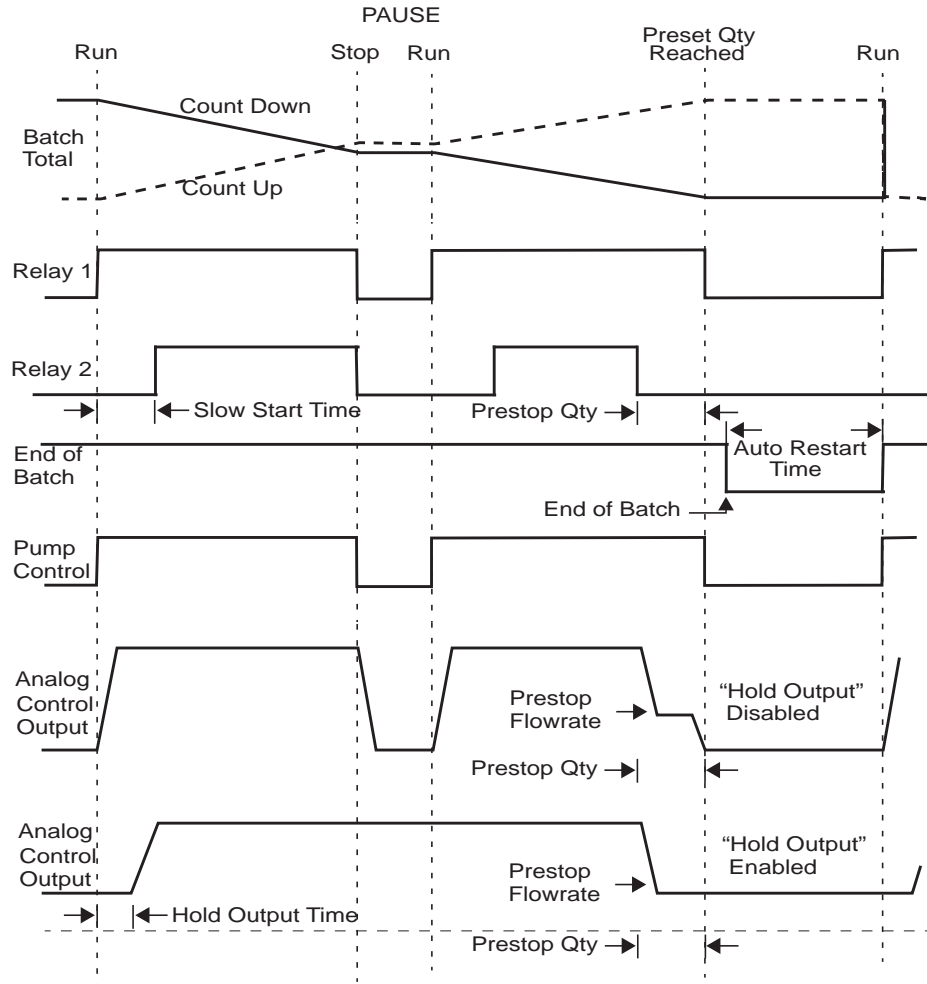 PAUSE
Run
Stop
Run
Preset Qty
Reached
Run
Count Down
Batch
Total
Count Up
Relay 1
Relay 2
Slow Start Time
Prestop Qty
End of
Batch
Auto Restart
Time
End of Batch
Pump
Control
Analog
Control
Output
Prestop
Flowrate
“Hold Output”
Disabled
Prestop Qty
Analog
Control
Output
Prestop
Flowrate
“Hold Output”
Enabled
Hold Output Time
Prestop Qty